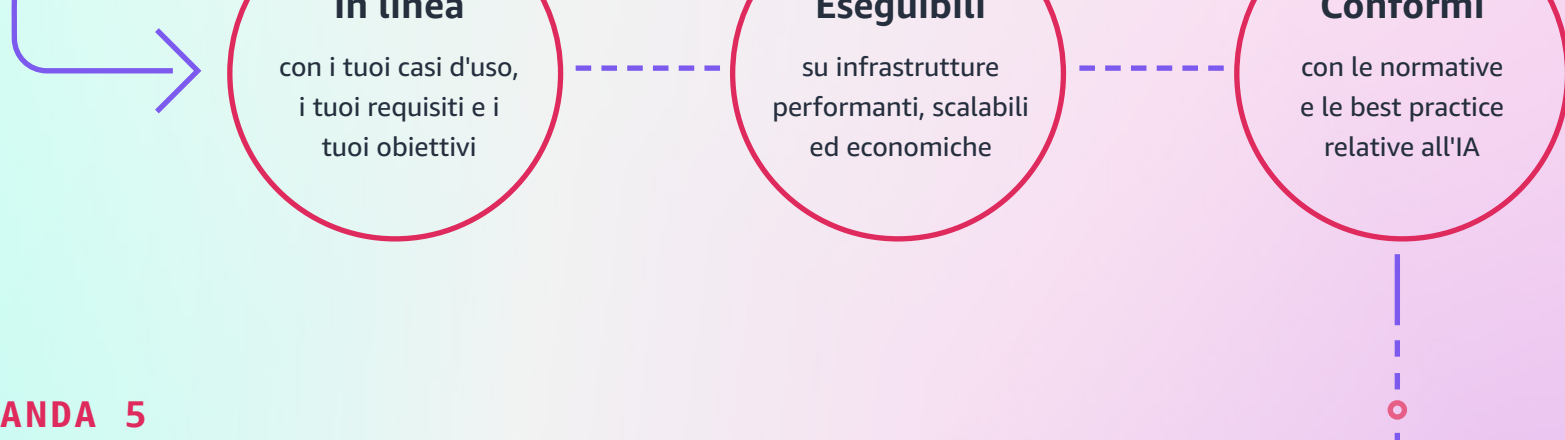 In linea
con i tuoi casi d'uso,
i tuoi requisiti e i
tuoi obiettivi
Eseguibili
su infrastrutture
performanti, scalabili
ed economiche
Conformi
con le normative
e le best practice
relative all'IA
ANDA 5